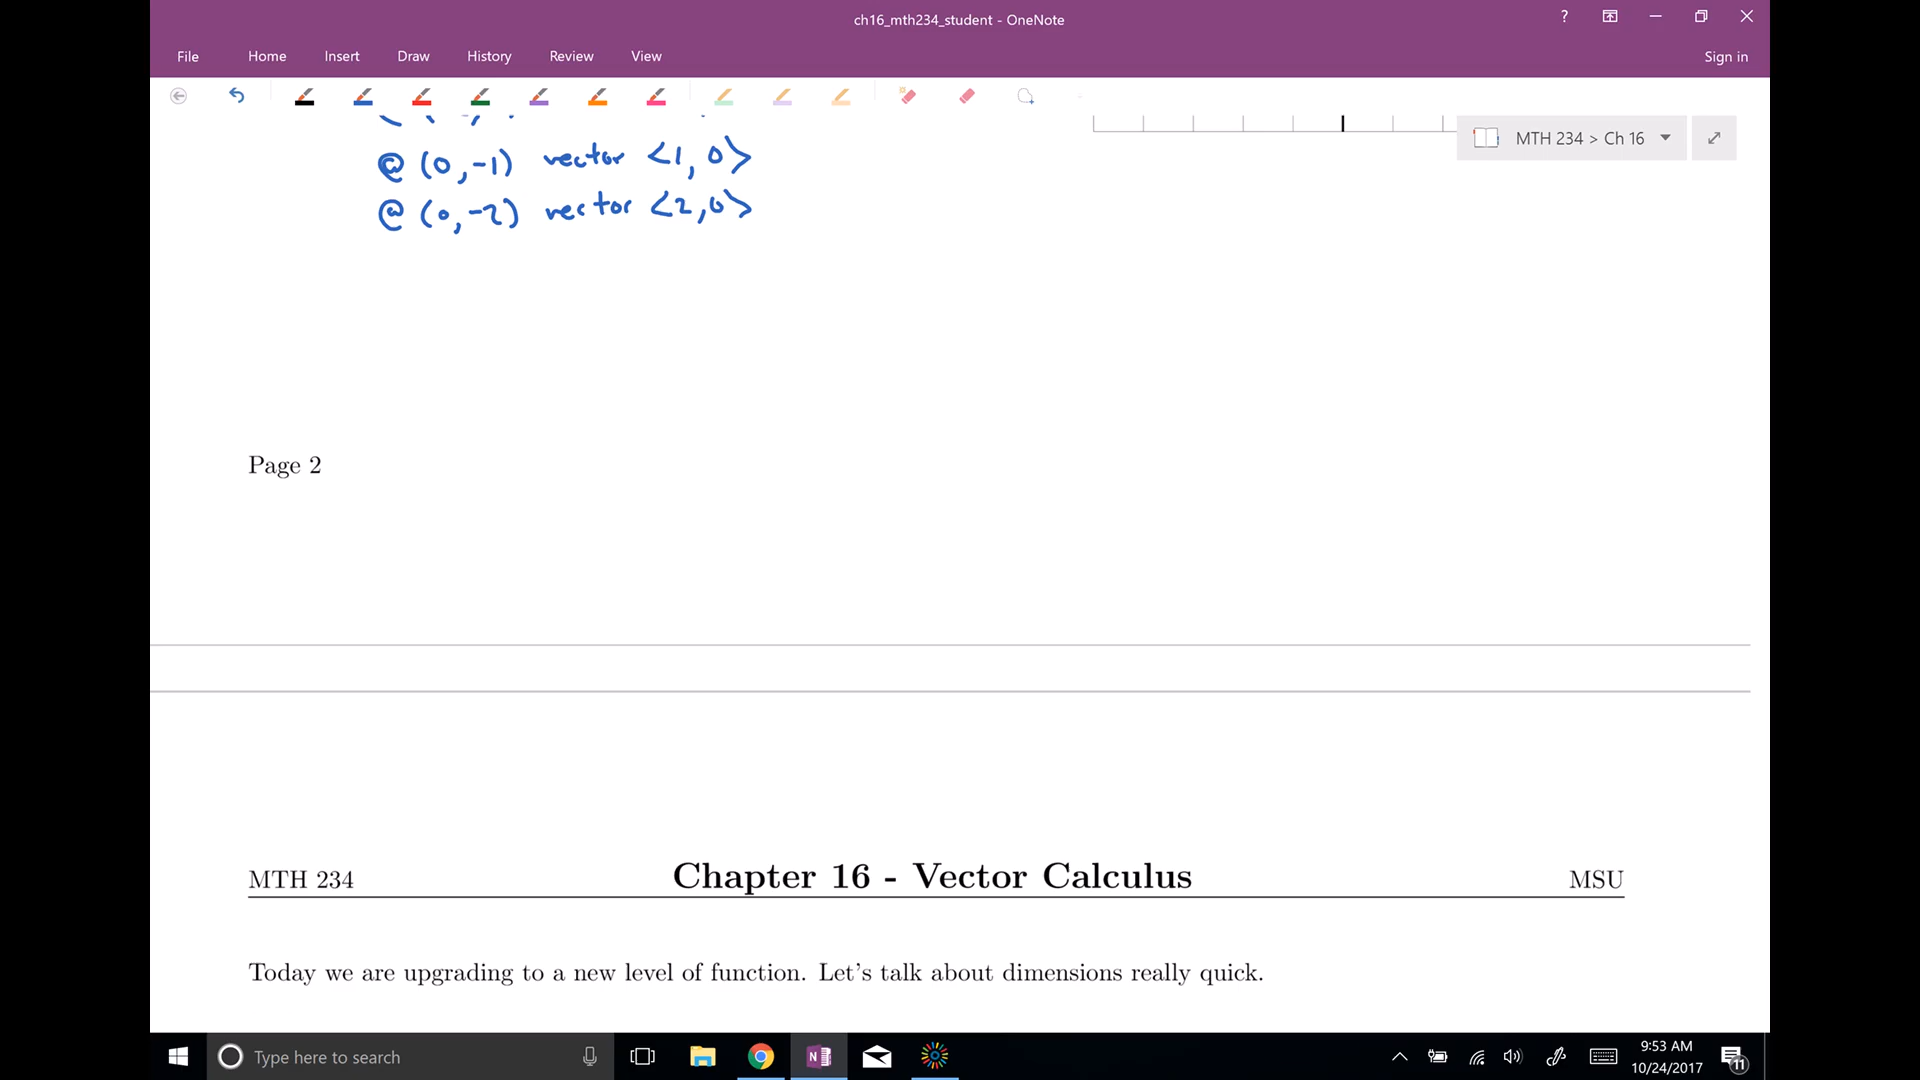 ch16_mth234_student - OneNote
?
File Home Insert Draw History Review View Sign in
MTH 234 > Ch 16
@ (0,-1) vector <1, 0>
@ (0,-2) vector <2,0>
Page 2
MTH 234 Chapter 16 - Vector Calculus MSU
Today we are upgrading to a new level of function. Let's talk about dimensions really quick.
Type here to search
N
9:53 AM
10/24/2017
11